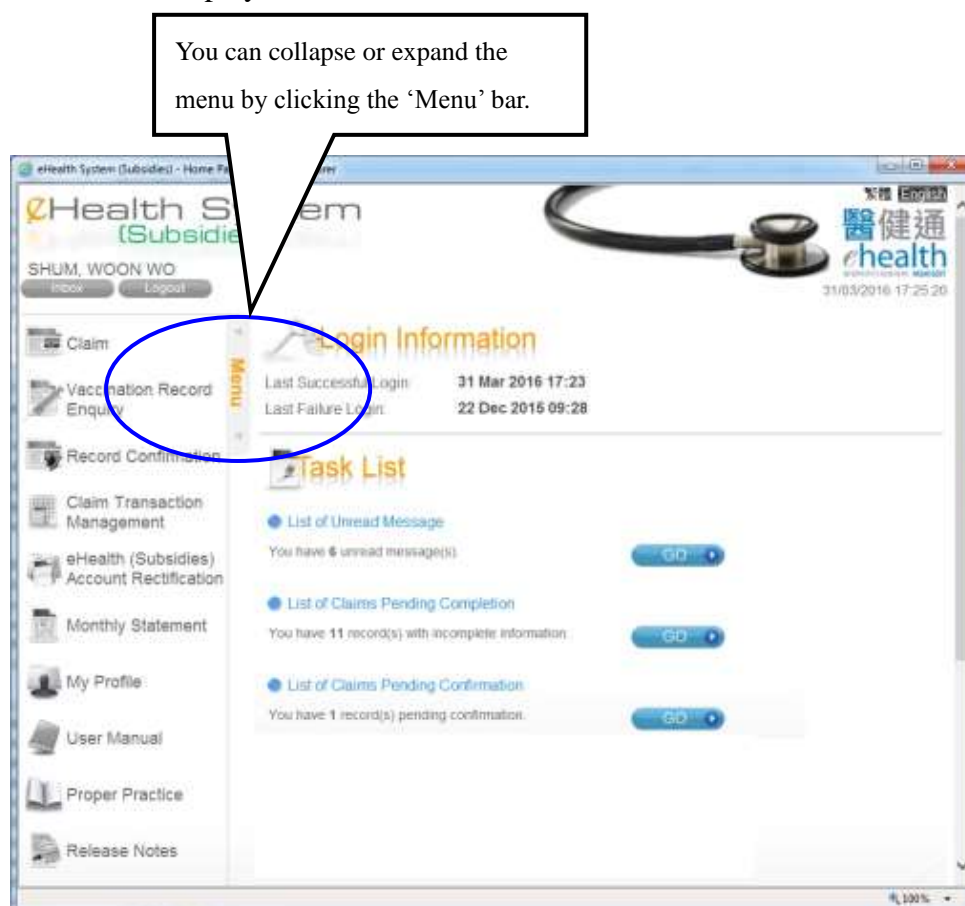 You can collapse or expand the
menu by clicking the ‘Menu’ bar.
eHealth System (Subsidies) - Home Pa
eHealth S em
(Subsidie
繁體 English
醫健通
ehealth
SHUM, WOON WO
Inbox Logout
31/03/2016 17:25:20
Claim
Vaccination Record
Enquiry
Record Confirmation
Claim Transaction
Management
eHealth (Subsidies)
Account Rectification
Monthly Statement
My Profile
User Manual
Proper Practice
Release Notes
Menu
Login Information
Last Successful Login: 31 Mar 2016 17:23
Last Failure Login: 22 Dec 2015 09:28
Task List
List of Unread Message
You have 6 unread message(s).
GO
List of Claims Pending Completion
You have 11 record(s) with incomplete information.
GO
List of Claims Pending Confirmation
You have 1 record(s) pending confirmation.
GO
100%